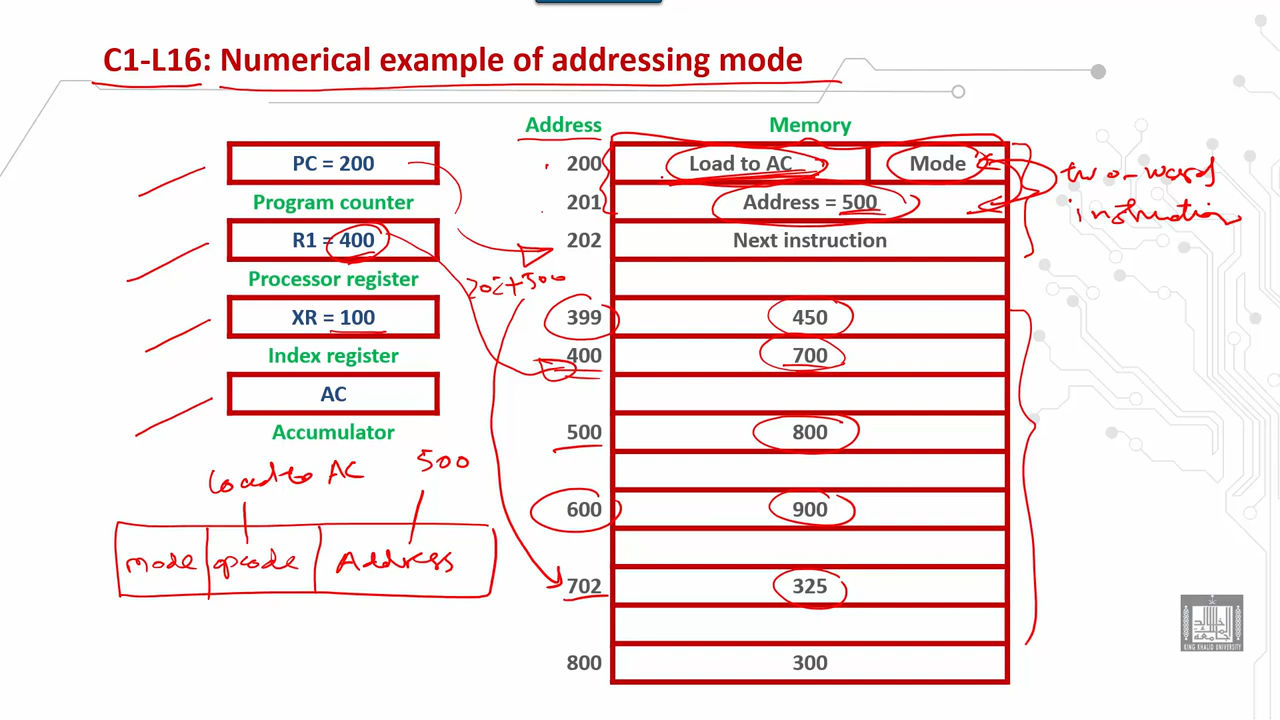 C1-L16: Numerical example of addressing mode
Address Memory
PC = 200
Program counter
R1 = 400
Processor register
XR = 100
Index register
AC
Accumulator
200 Load to AC Mode
201 Address = 500
202 Next instruction
399 450
400 700
500 800
600 900
702 325
800 300
two-word
instruction
202+500
Load to AC 500
mode opcode Address
KING KHALID UNIVERSITY